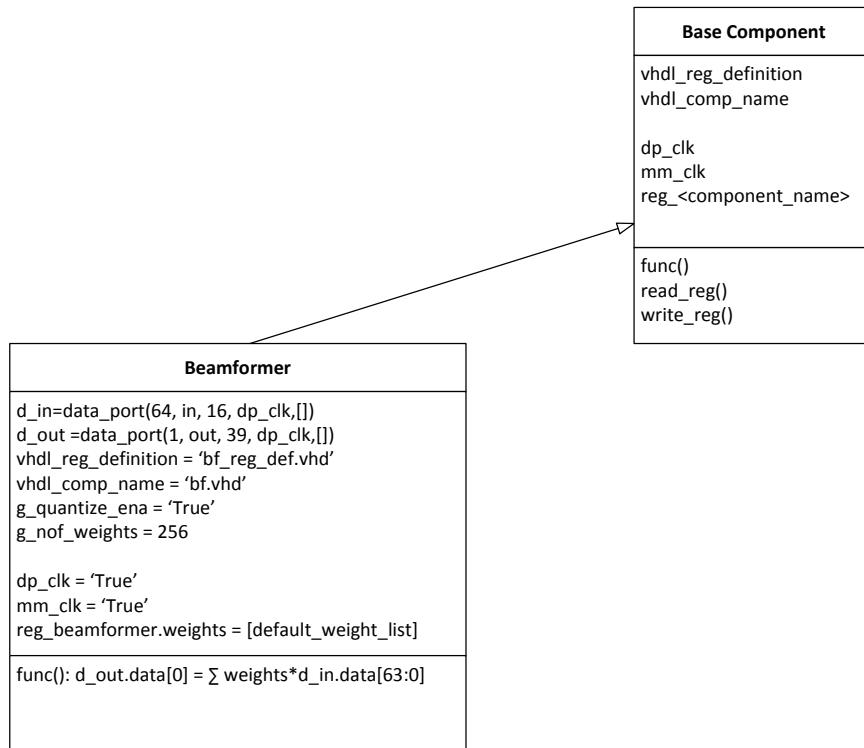 Base Component
vhdl_reg_definition
vhdl_comp_name
dp_clk
mm_clk
reg_<component_name>
func()
read_reg()
write_reg()
Beamformer
d_in=data_port(64, in, 16, dp_clk,[])
d_out =data_port(1, out, 39, dp_clk,[])
vhdl_reg_definition = ‘bf_reg_def.vhd’
vhdl_comp_name = ‘bf.vhd’
g_quantize_ena = ‘True’
g_nof_weights = 256
dp_clk = ‘True’
mm_clk = ‘True’
reg_beamformer.weights = [default_weight_list]
func(): d_out.data[0] = ∑ weights*d_in.data[63:0]